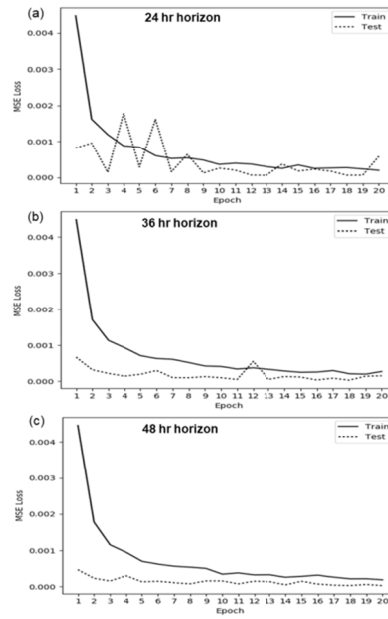 (a)
24 hr horizon
Train
Test
0.004
0.003
0.002
0.001
0.000
MSE Loss
1 2 3 4 5 6 7 8 9 10 11 12 13 14 15 16 17 18 19 20
Epoch
(b)
36 hr horizon
Train
Test
0.004
0.003
0.002
0.001
0.000
MSE Loss
1 2 3 4 5 6 7 8 9 10 11 12 13 14 15 16 17 18 19 20
Epoch
(c)
48 hr horizon
Train
Test
0.004
0.003
0.002
0.001
0.000
MSE Loss
1 2 3 4 5 6 7 8 9 10 11 12 13 14 15 16 17 18 19 20
Epoch